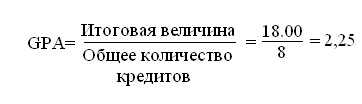 GPA= Итоговая величина = 18.00 = 2,25
Общее количество 8
кредитов